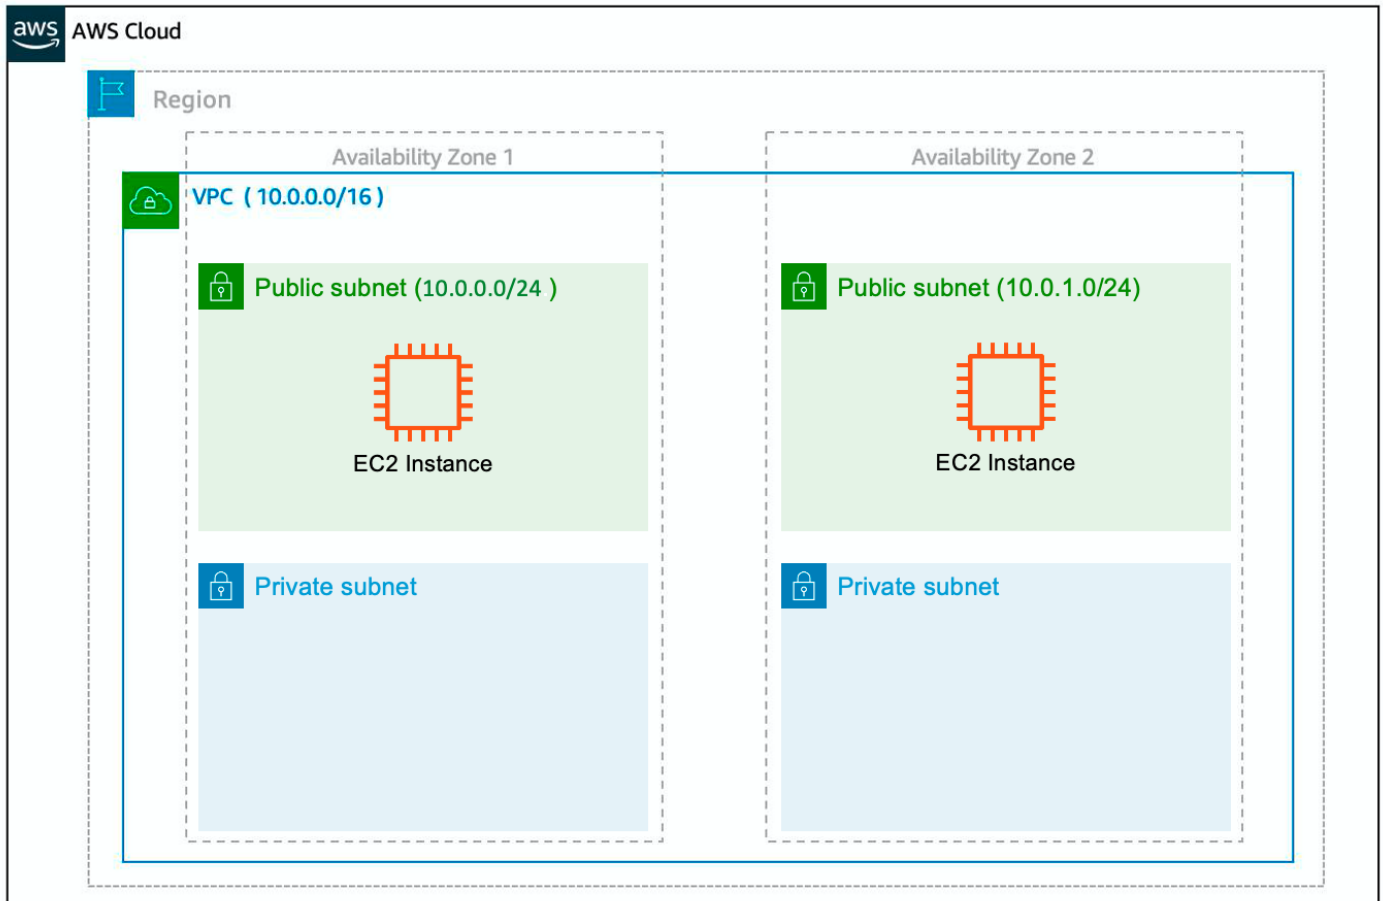 aws
AWS Cloud
Region
Availability Zone 1
Availability Zone 2
VPC ( 10.0.0.0/16 )
Public subnet (10.0.0.0/24 )
Public subnet (10.0.1.0/24)
EC2 Instance
EC2 Instance
Private subnet
Private subnet